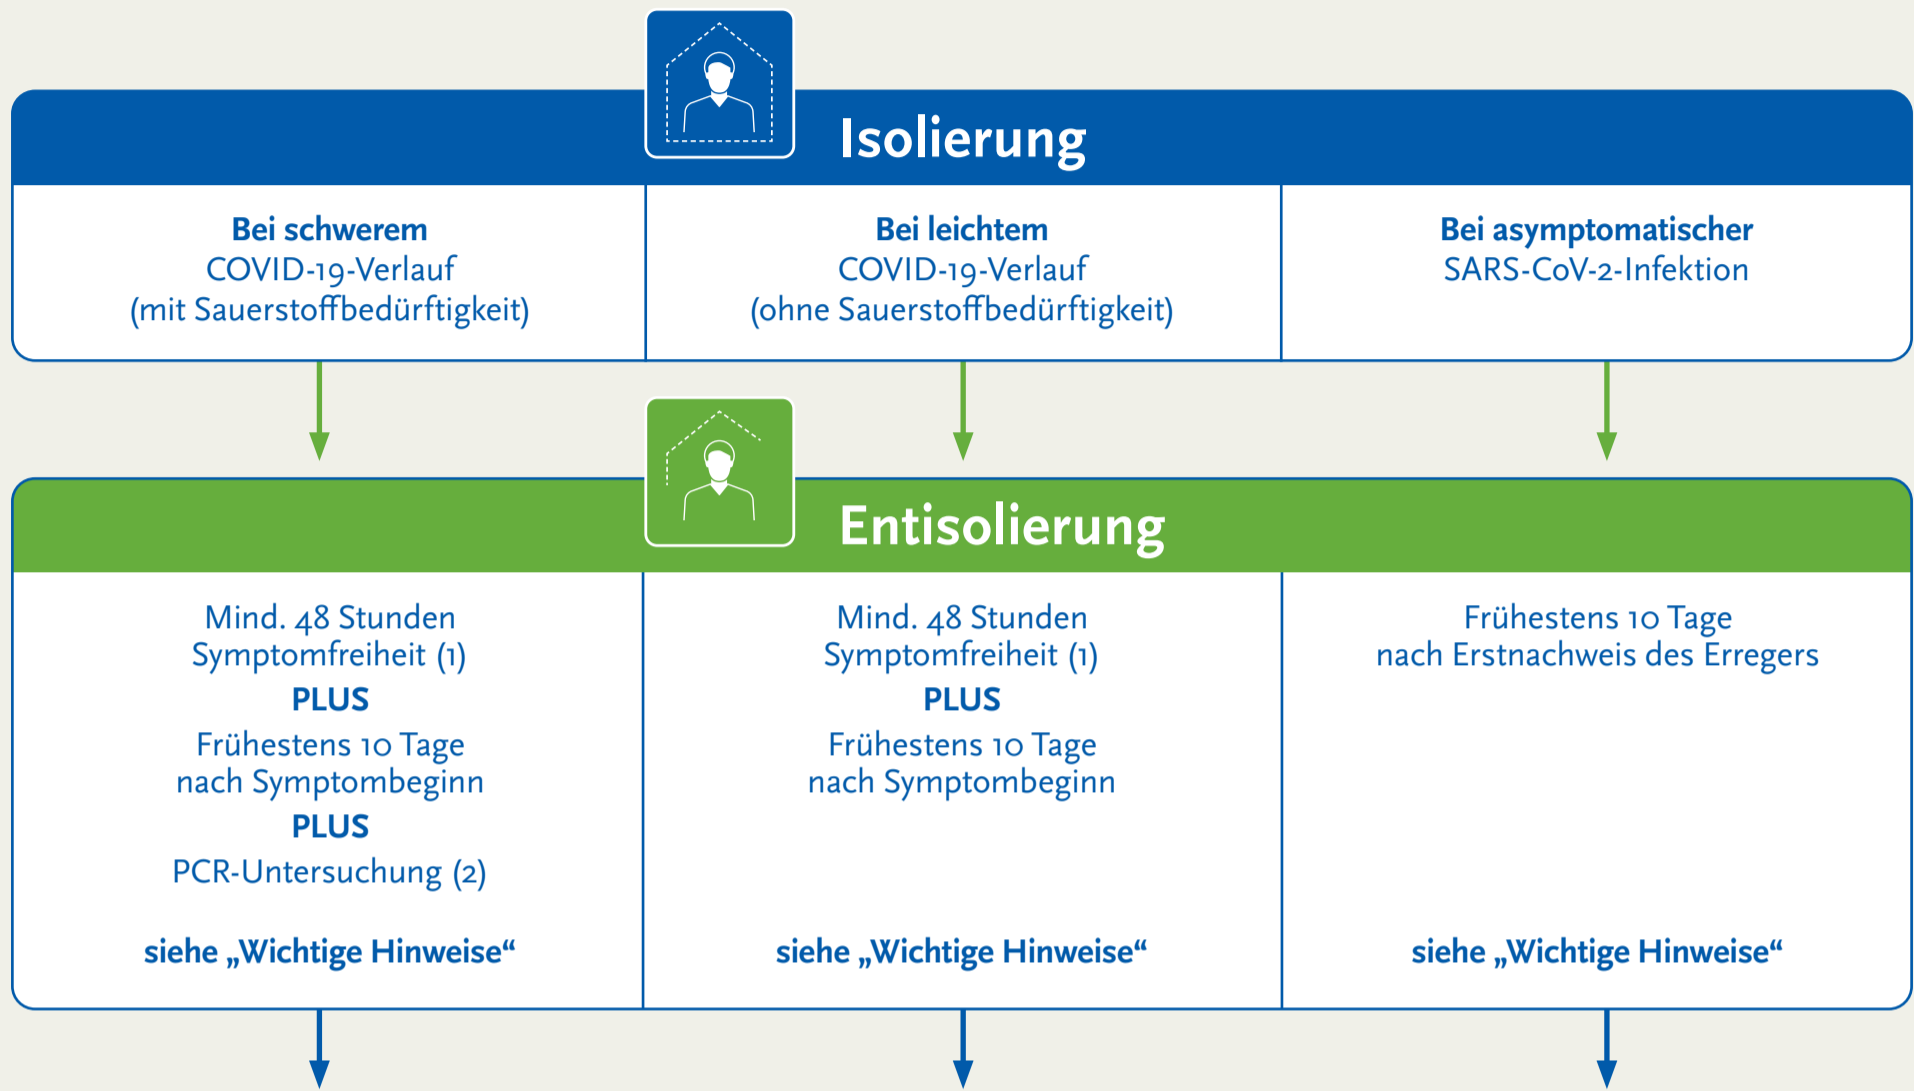 Isolierung
Bei schwerem
COVID-19-Verlauf
(mit Sauerstoffbedürftigkeit)
Bei leichtem
COVID-19-Verlauf
(ohne Sauerstoffbedürftigkeit)
Bei asymptomatischer
SARS-CoV-2-Infektion
Entisolierung
Mind. 48 Stunden
Symptomfreiheit (1)
PLUS
Frühestens 10 Tage
nach Symptombeginn
PLUS
PCR-Untersuchung (2)
siehe „Wichtige Hinweise“
Mind. 48 Stunden
Symptomfreiheit (1)
PLUS
Frühestens 10 Tage
nach Symptombeginn
siehe „Wichtige Hinweise“
Frühestens 10 Tage
nach Erstnachweis des Erregers
siehe „Wichtige Hinweise“